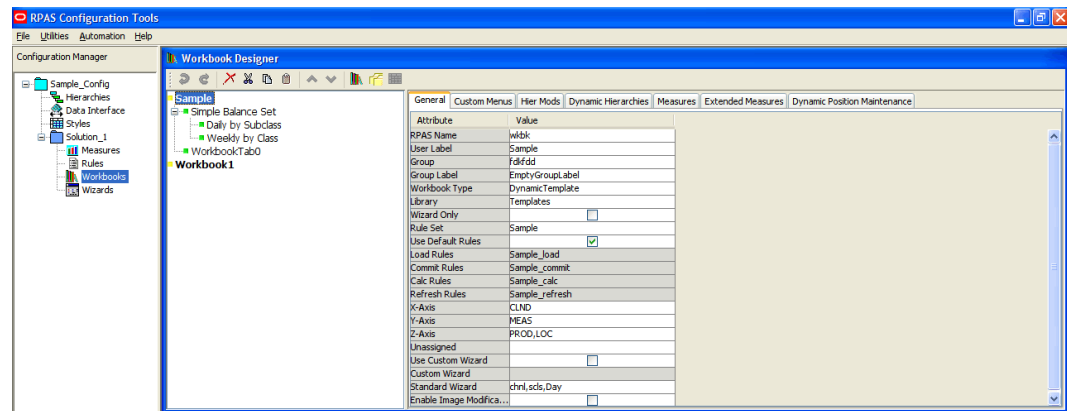 RPAS Configuration Tools
File Utilities Automation Help
Configuration Manager
Sample_Config
Hierarchies
Data Interface
Styles
Solution_1
Measures
Rules
Workbooks
Wizards
Workbook Designer
Sample
Simple Balance Set
Daily by Subclass
Weekly by Class
WorkbookTab0
Workbook1
General Custom Menus Hier Mods Dynamic Hierarchies Measures Extended Measures Dynamic Position Maintenance
Attribute Value
RPAS Name wkbk
User Label Sample
Group fdkfdd
Group Label EmptyGroupLabel
Workbook Type DynamicTemplate
Library Templates
Wizard Only
Rule Set Sample
Use Default Rules
Load Rules Sample_load
Commit Rules Sample_commit
Calc Rules Sample_calc
Refresh Rules Sample_refresh
X-Axis CLND
Y-Axis MEAS
Z-Axis PROD,LOC
Unassigned
Use Custom Wizard
Custom Wizard
Standard Wizard chnl,scls,Day
Enable Image Modifica...